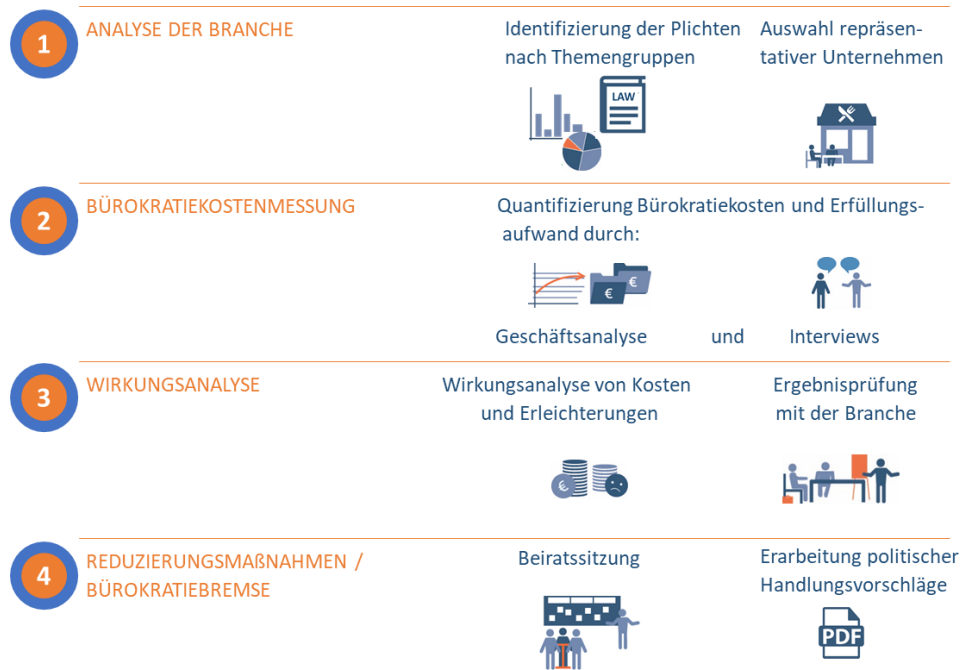 1
ANALYSE DER BRANCHE
Identifizierung der Plichten
nach Themengruppen
LAW
Auswahl repräsen-
tativer Unternehmen
2
BÜROKRATIEKOSTENMESSUNG
Quantifizierung Bürokratiekosten und Erfüllungs-
aufwand durch:
€
€
Geschäftsanalyse und Interviews
3
WIRKUNGSANALYSE
Wirkungsanalyse von Kosten
und Erleichterungen
€
Ergebnisprüfung
mit der Branche
4
REDUZIERUNGSMAßNAHMEN /
BÜROKRATIEBREMSE
Beiratssitzung
Erarbeitung politischer
Handlungsvorschläge
PDF